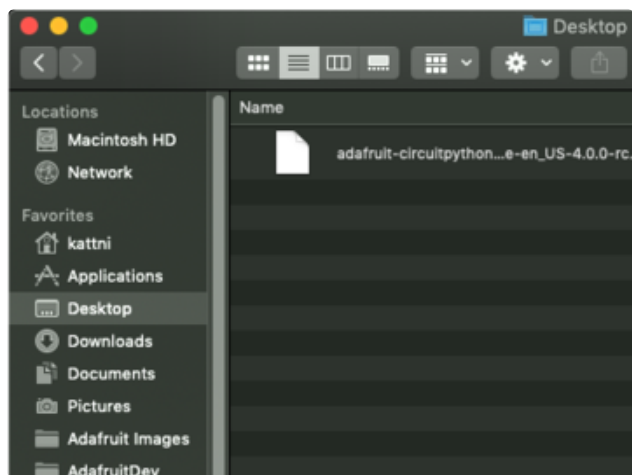 Desktop
Locations
Macintosh HD
Network
Favorites
kattni
Applications
Desktop
Downloads
Documents
Pictures
Adafruit Images
AdafruitDev
Name
adafruit-circuitpython...e-en_US-4.0.0-rc.